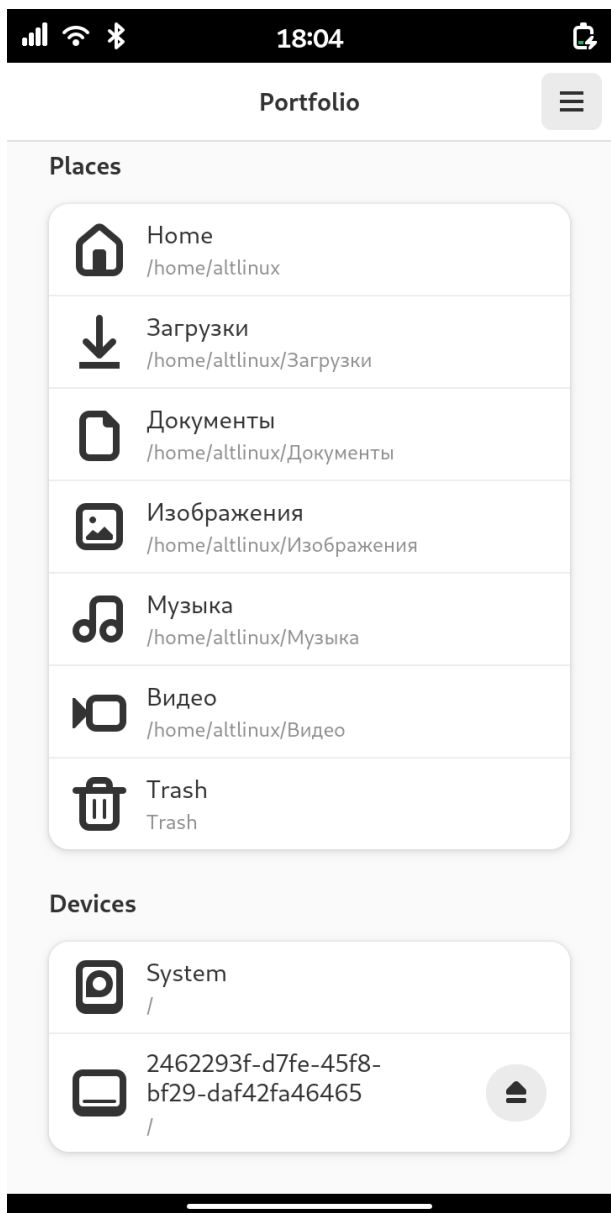 18:04
Portfolio
Places
Home
/home/altlinux
Загрузки
/home/altlinux/Загрузки
Документы
/home/altlinux/Документы
Изображения
/home/altlinux/Изображения
Музыка
/home/altlinux/Музыка
Видео
/home/altlinux/Видео
Trash
Trash
Devices
System
/
2462293f-d7fe-45f8-
bf29-daf42fa46465
/